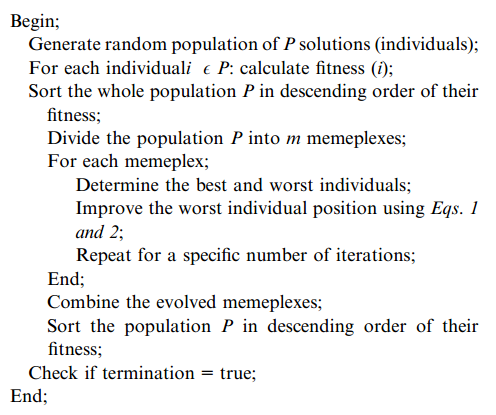 Begin;
Generate random population of P solutions (individuals);
For each individuali ϵ P: calculate fitness (i);
Sort the whole population P in descending order of their
fitness;
Divide the population P into m memeplexes;
For each memeplex;
Determine the best and worst individuals;
Improve the worst individual position using Eqs. 1
and 2;
Repeat for a specific number of iterations;
End;
Combine the evolved memeplexes;
Sort the population P in descending order of their
fitness;
Check if termination = true;
End;